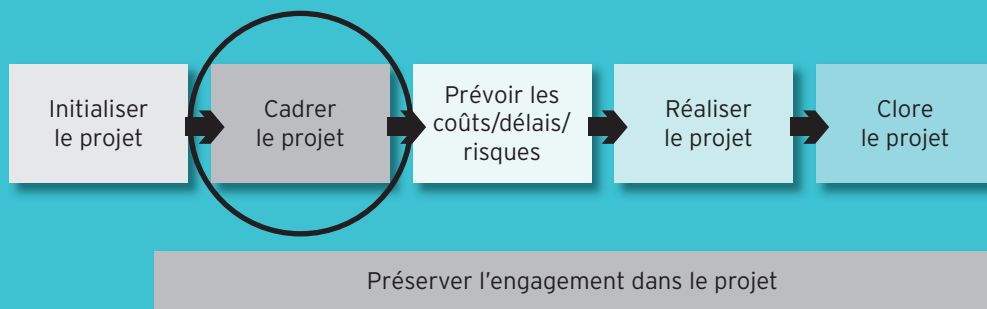 Initialiser
le projet
Cadrer
le projet
Prévoir les
coûts/délais/
risques
Réaliser
le projet
Clore
le projet
Préserver l'engagement dans le projet